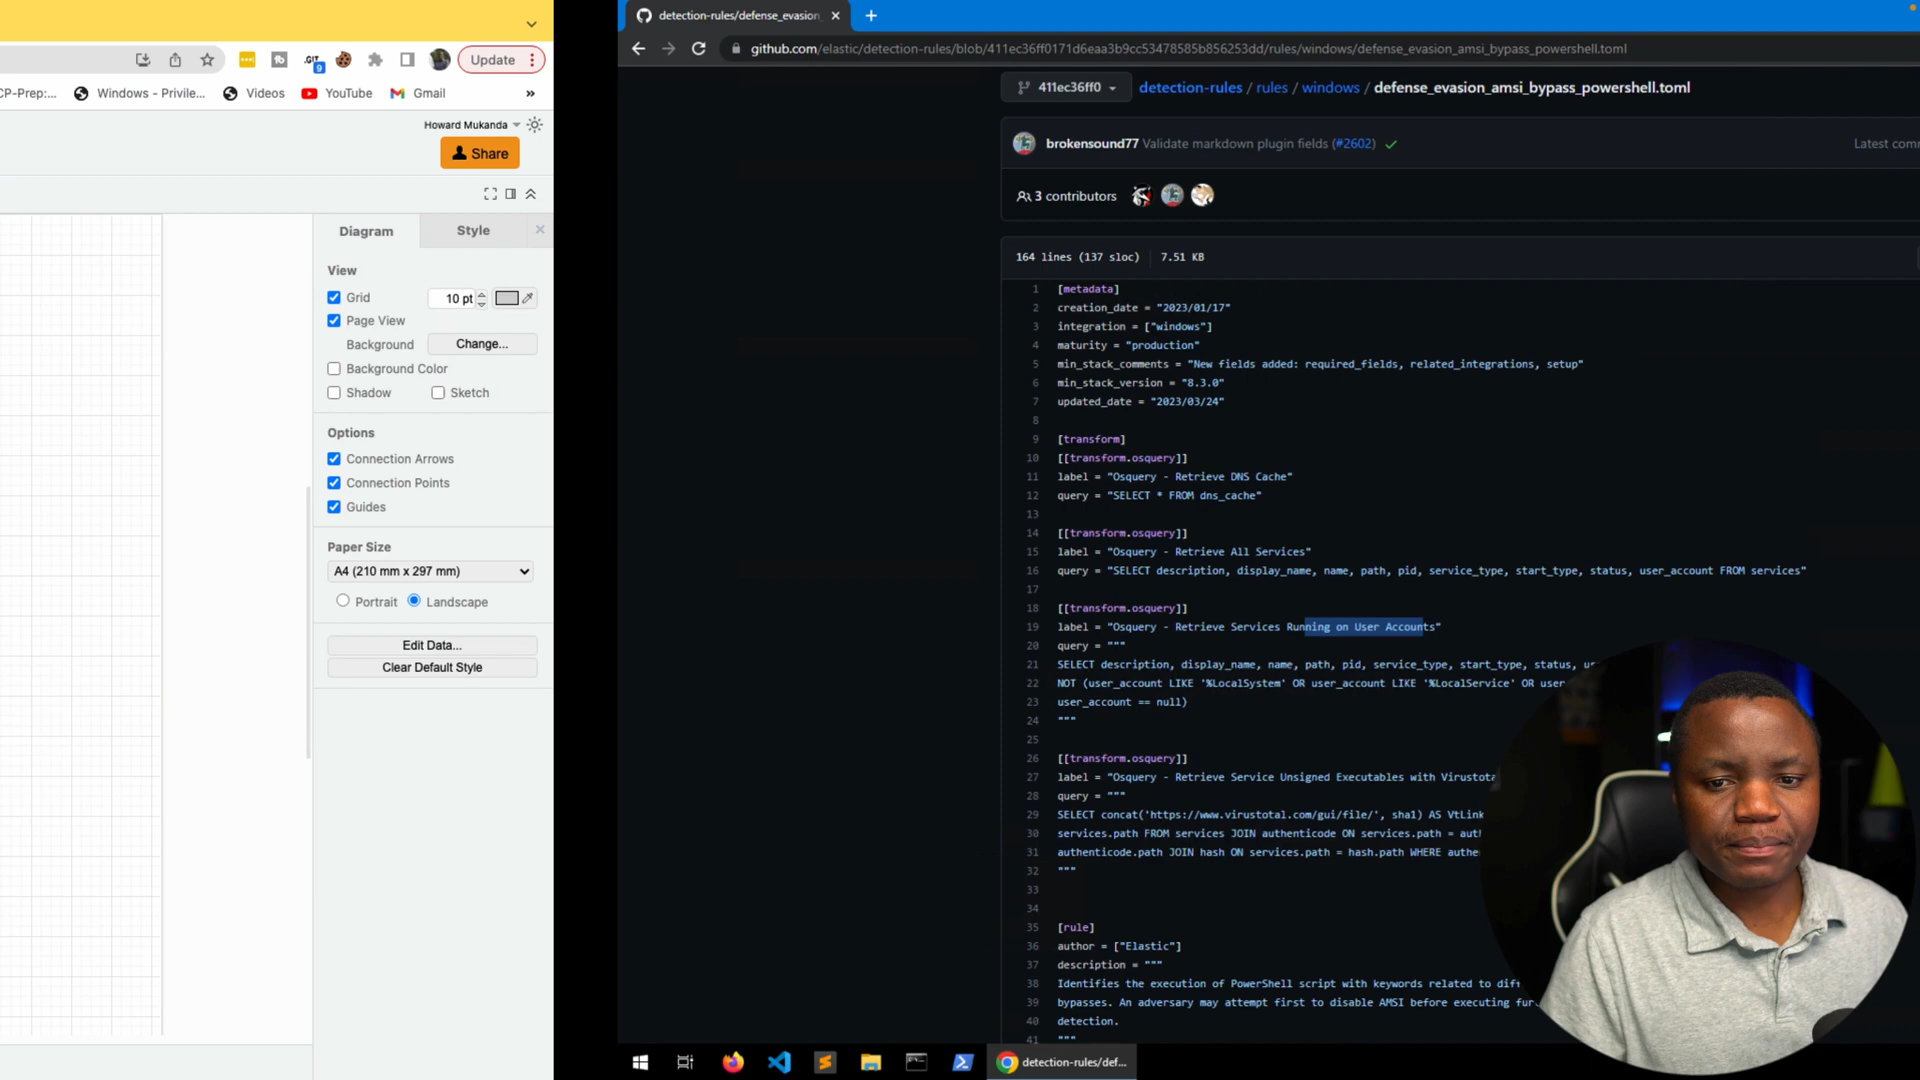 Update
CP-Prep:...
Windows - Privile...
Videos
YouTube
Gmail
»
Howard Mukanda
Share
Diagram
Style
View
Grid
10 pt
Page View
Background
Change...
Background Color
Shadow
Sketch
Options
Connection Arrows
Connection Points
Guides
Paper Size
A4 (210 mm x 297 mm)
Portrait
Landscape
Edit Data...
Clear Default Style
detection-rules/defense_evasion
github.com/elastic/detection-rules/blob/411ec36ff0171d6eaa3b9cc53478585b856253dd/rules/windows/defense_evasion_amsi_bypass_powershell.toml
411ec36ff0
detection-rules / rules / windows / defense_evasion_amsi_bypass_powershell.toml
brokensound77 Validate markdown plugin fields (#2602)
Latest com
3 contributors
164 lines (137 sloc) 7.51 KB
1 [metadata]
2 creation_date = "2023/01/17"
3 integration = ["windows"]
4 maturity = "production"
5 min_stack_comments = "New fields added: required_fields, related_integrations, setup"
6 min_stack_version = "8.3.0"
7 updated_date = "2023/03/24"
8
9 [transform]
10 [[transform.osquery]]
11 label = "Osquery - Retrieve DNS Cache"
12 query = "SELECT * FROM dns_cache"
13
14 [[transform.osquery]]
15 label = "Osquery - Retrieve All Services"
16 query = "SELECT description, display_name, name, path, pid, service_type, start_type, status, user_account FROM services"
17
18 [[transform.osquery]]
19 label = "Osquery - Retrieve Services Running on User Accounts"
20 query = """
21 SELECT description, display_name, name, path, pid, service_type, start_type, status, us
22 NOT (user_account LIKE '%LocalSystem' OR user_account LIKE '%LocalService' OR user
23 user_account == null)
24 """
25
26 [[transform.osquery]]
27 label = "Osquery - Retrieve Service Unsigned Executables with Virustota
28 query = """
29 SELECT concat('https://www.virustotal.com/gui/file/', sha1) AS VtLink
30 services.path FROM services JOIN authenticode ON services.path = aut
31 authenticode.path JOIN hash ON services.path = hash.path WHERE authe
32 """
33
34
35 [rule]
36 author = ["Elastic"]
37 description = """
38 Identifies the execution of PowerShell script with keywords related to diff
39 bypasses. An adversary may attempt first to disable AMSI before executing fur
40 detection.
41 """
detection-rules/def...